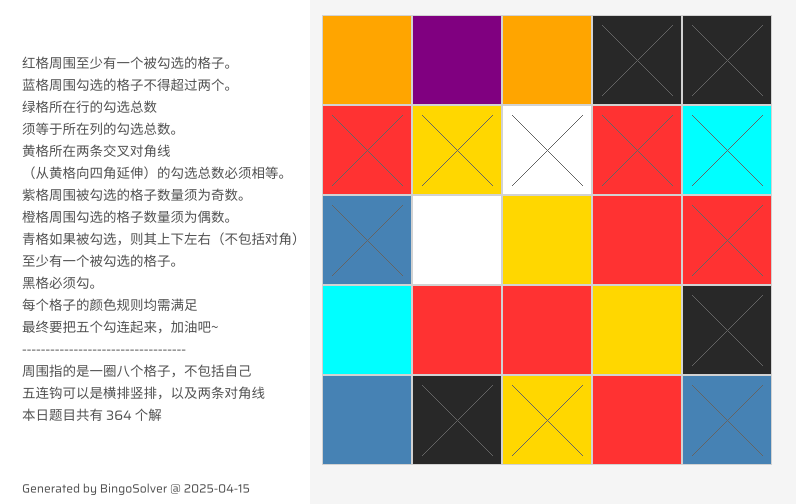 红格周围至少有一个被勾选的格子。
蓝格周围勾选的格子不得超过两个。
绿格所在行的勾选总数
须等于所在列的勾选总数。
黄格所在两条交叉对角线
（从黄格向四角延伸）的勾选总数必须相等。
紫格周围被勾选的格子数量须为奇数。
橙格周围勾选的格子数量须为偶数。
青格如果被勾选，则其上下左右（不包括对角）
至少有一个被勾选的格子。
黑格必须勾。
每个格子的颜色规则均需满足
最终要把五个勾连起来，加油吧~
-----------------------------------
周围指的是一圈八个格子，不包括自己
五连钩可以是横排竖排，以及两条对角线
本日题目共有 364 个解
Generated by BingoSolver @ 2025-04-15